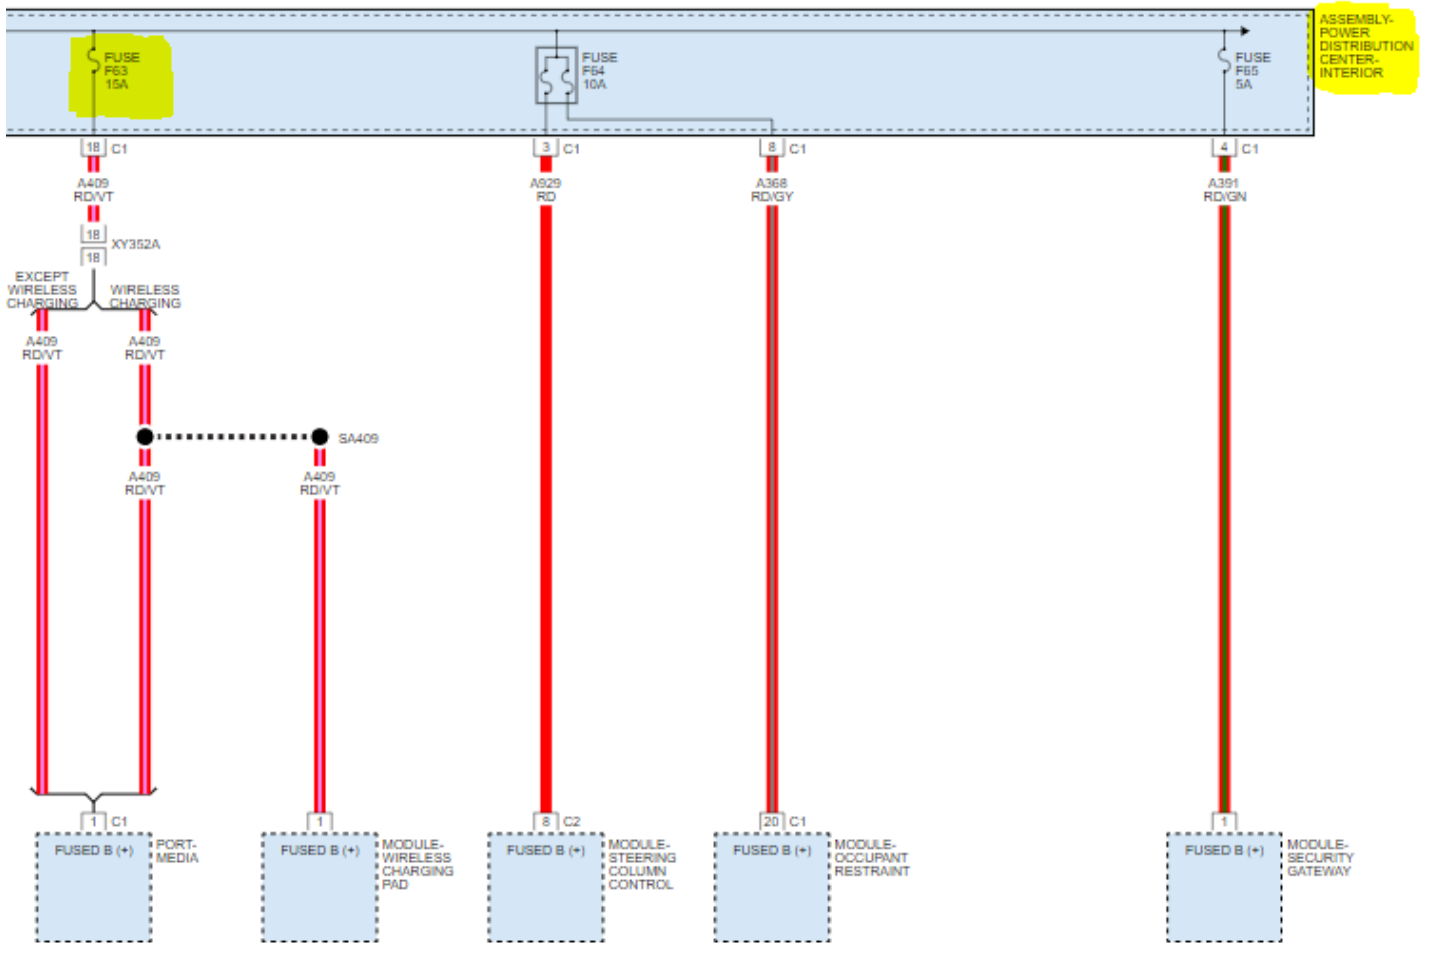 FUSE
F63
15A
FUSE
F64
10A
FUSE
F65
5A
ASSEMBLY-
POWER
DISTRIBUTION
CENTER-
INTERIOR
18 C1
3 C1
8 C1
4 C1
A409
RD/VT
A929
RD
A368
RD/GY
A391
RD/GN
18
XY352A
18
EXCEPT
WIRELESS
CHARGING
WIRELESS
CHARGING
A409
RD/VT
A409
RD/VT
SA409
A409
RD/VT
A409
RD/VT
1 C1
1
8 C2
20 C1
1
FUSED B (+)
PORT-
MEDIA
FUSED B (+)
MODULE-
WIRELESS
CHARGING
PAD
FUSED B (+)
MODULE-
STEERING
COLUMN
CONTROL
FUSED B (+)
MODULE-
OCCUPANT
RESTRAINT
FUSED B (+)
MODULE-
SECURITY
GATEWAY